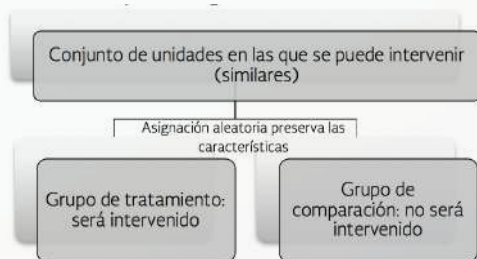 Conjunto de unidades en las que se puede intervenir
(similares)
Asignación aleatoria preserva las
características
Grupo de tratamiento:
será intervenido
Grupo de
comparación: no será
intervenido